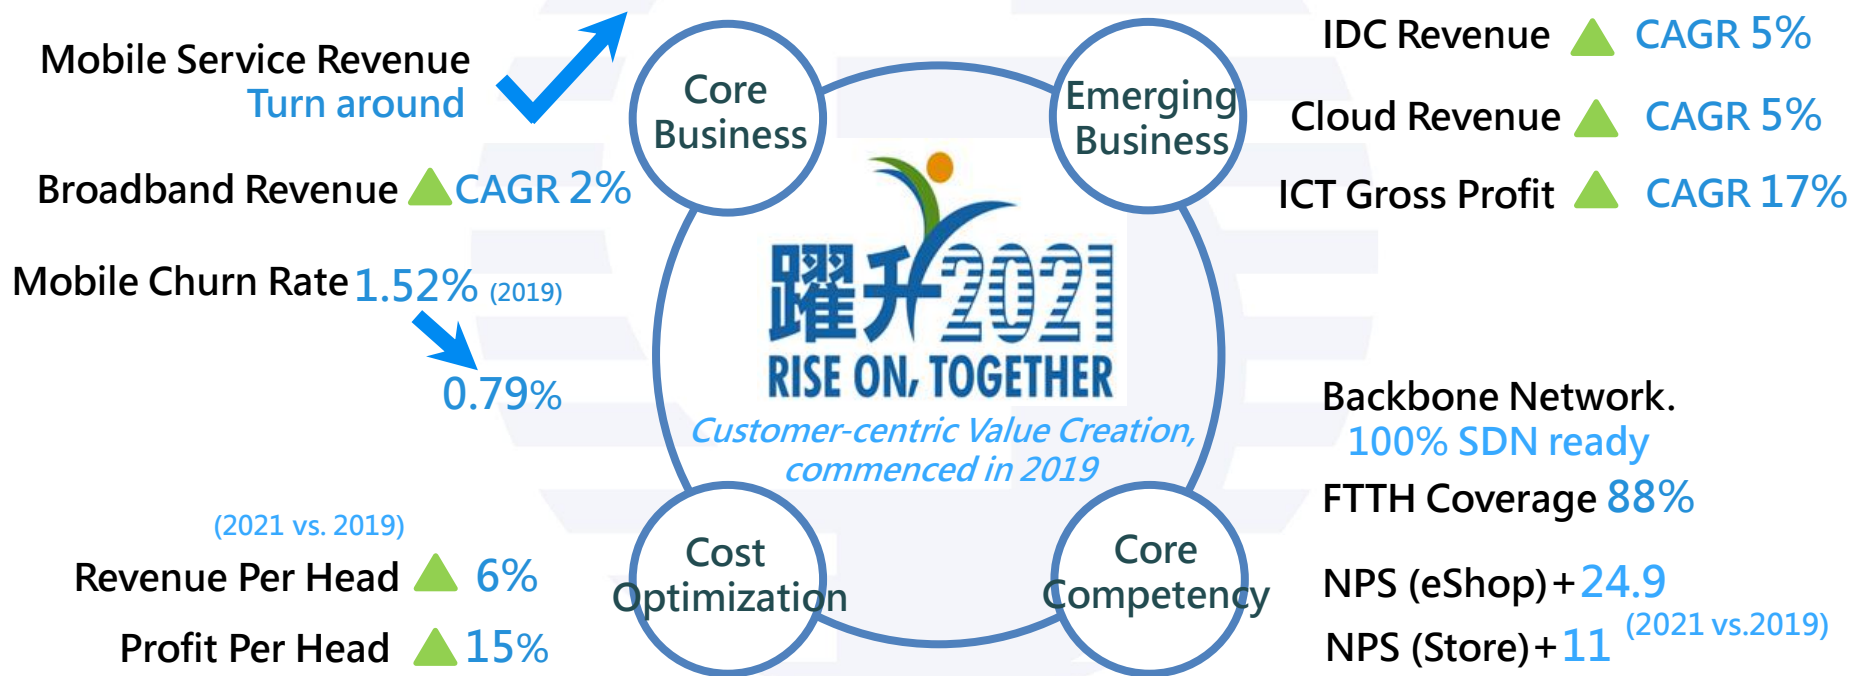 Mobile Service Revenue
Turn around
Broadband Revenue CAGR 2%
Mobile Churn Rate 1.52% (2019)
0.79%
Core
Business
Emerging
Business
IDC Revenue CAGR 5%
Cloud Revenue CAGR 5%
ICT Gross Profit CAGR 17%
躍升2021
RISE ON, TOGETHER
Customer-centric Value Creation,
commenced in 2019
(2021 vs. 2019)
Revenue Per Head 6%
Profit Per Head 15%
Cost
Optimization
Core
Competency
Backbone Network.
100% SDN ready
FTTH Coverage 88%
NPS (eShop)+24.9
NPS (Store)+11 (2021 vs.2019)